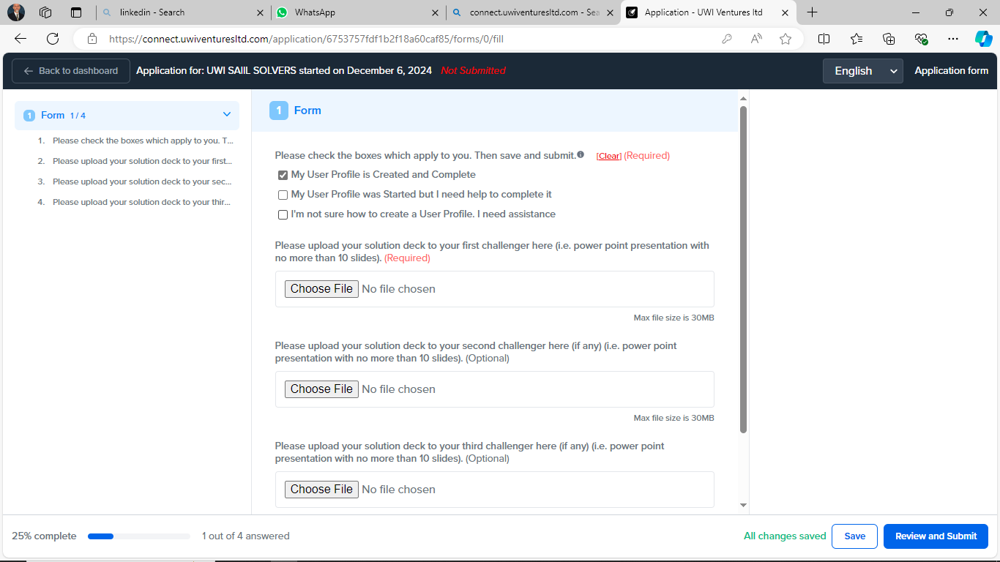 linkedin - Search
WhatsApp
connect.uwiventuresltd.com - Sea
Application - UWI Ventures ltd
https://connect.uwiventuresltd.com/application/6753757fdf1b2f18a60caf85/forms/0/fill
Back to dashboard
Application for: UWI SAIIL SOLVERS started on December 6, 2024 Not Submitted
English
Application form
1 Form 1 / 4
1. Please check the boxes which apply to you. T...
2. Please upload your solution deck to your first...
3. Please upload your solution deck to your sec...
4. Please upload your solution deck to your thir...
1 Form
Please check the boxes which apply to you. Then save and submit. [Clear] (Required)
My User Profile is Created and Complete
My User Profile was Started but I need help to complete it
I'm not sure how to create a User Profile. I need assistance
Please upload your solution deck to your first challenger here (i.e. power point presentation with
no more than 10 slides). (Required)
Choose File No file chosen
Max file size is 30MB
Please upload your solution deck to your second challenger here (if any) (i.e. power point
presentation with no more than 10 slides). (Optional)
Choose File No file chosen
Max file size is 30MB
Please upload your solution deck to your third challenger here (if any) (i.e. power point
presentation with no more than 10 slides). (Optional)
Choose File No file chosen
25% complete
1 out of 4 answered
All changes saved
Save
Review and Submit